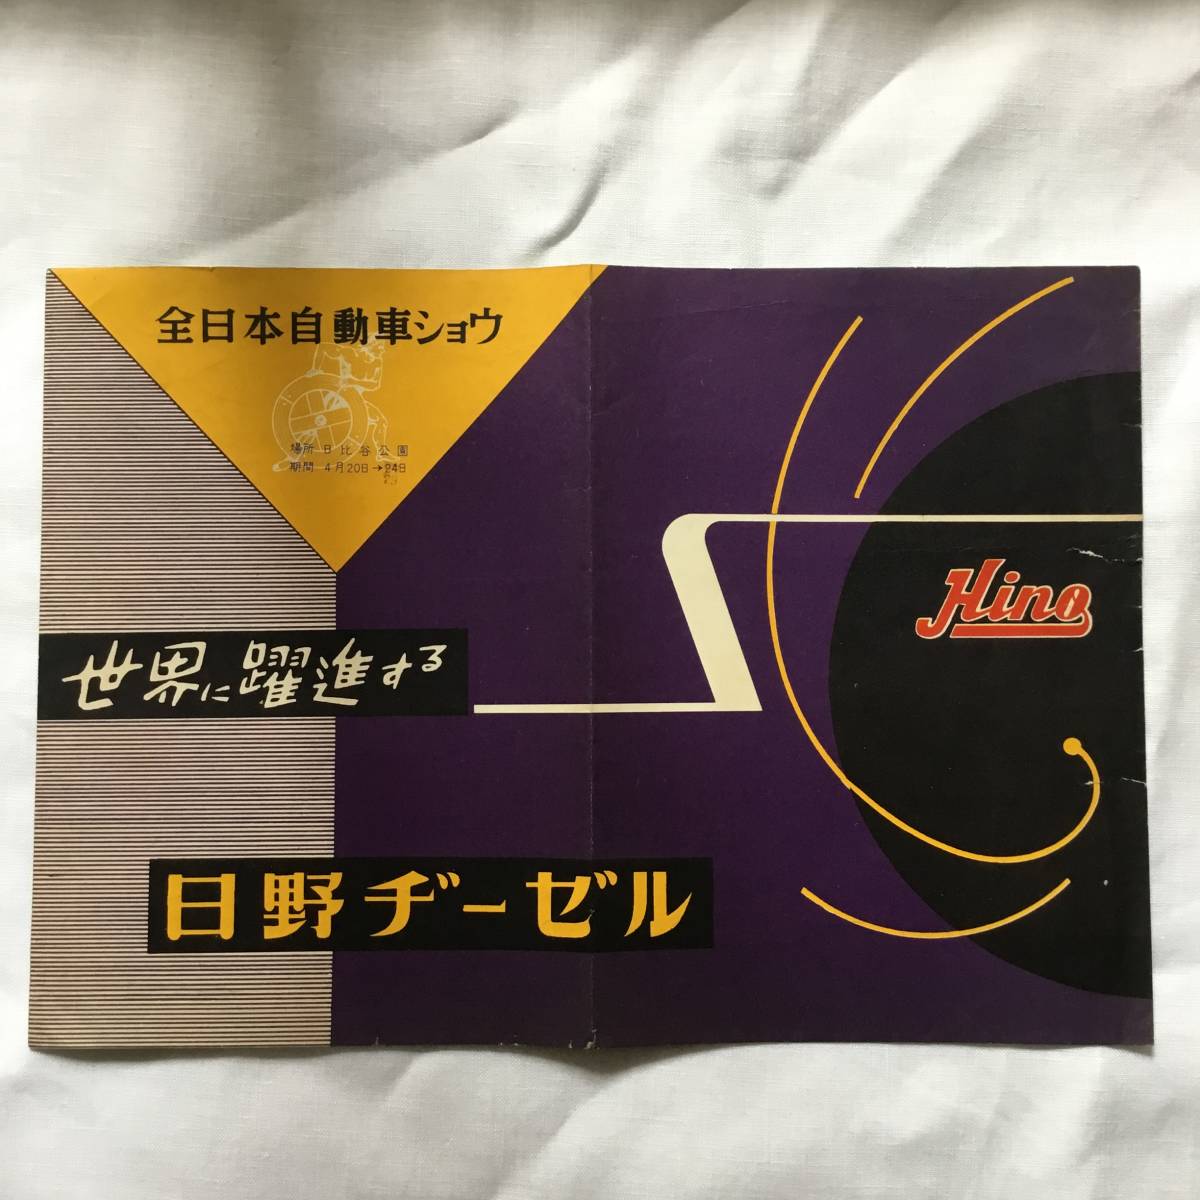 全日本自動車ショウ
場所 日比谷公園
期間 4月20日→24日
Hino
世界に躍進する
日野ヂーゼル